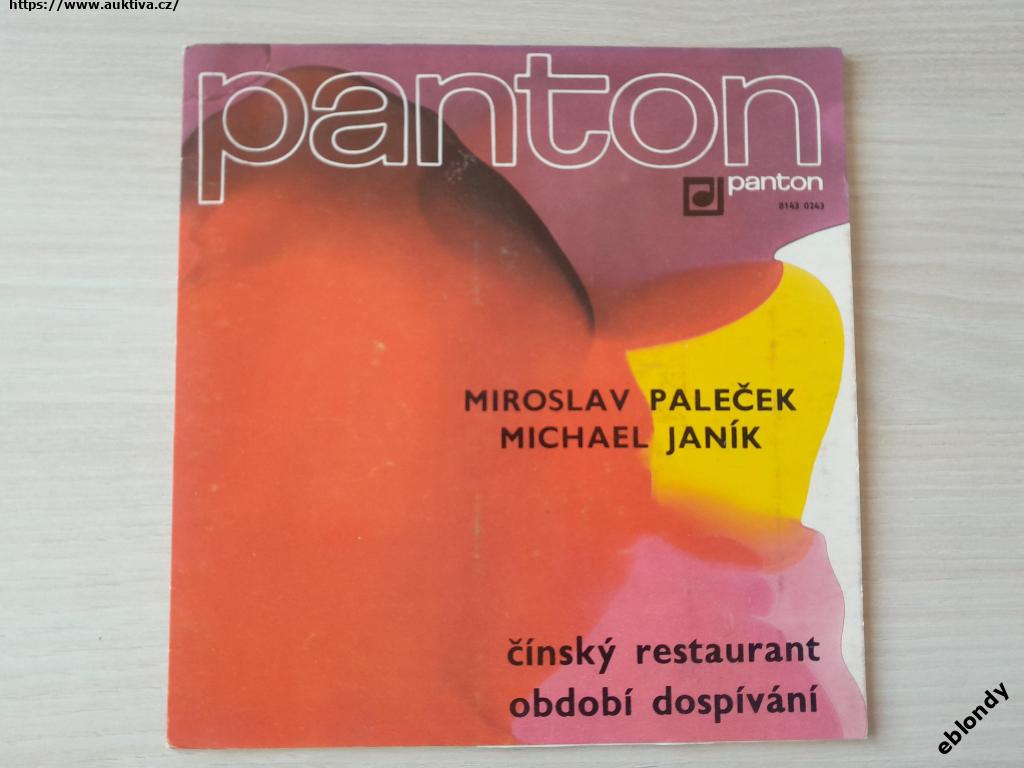 https://www.auktiva.cz/
panton
panton
8143 0243
MIROSLAV PALEČEK
MICHAEL JANÍK
čínský restaurant
období dospívání
eblondy